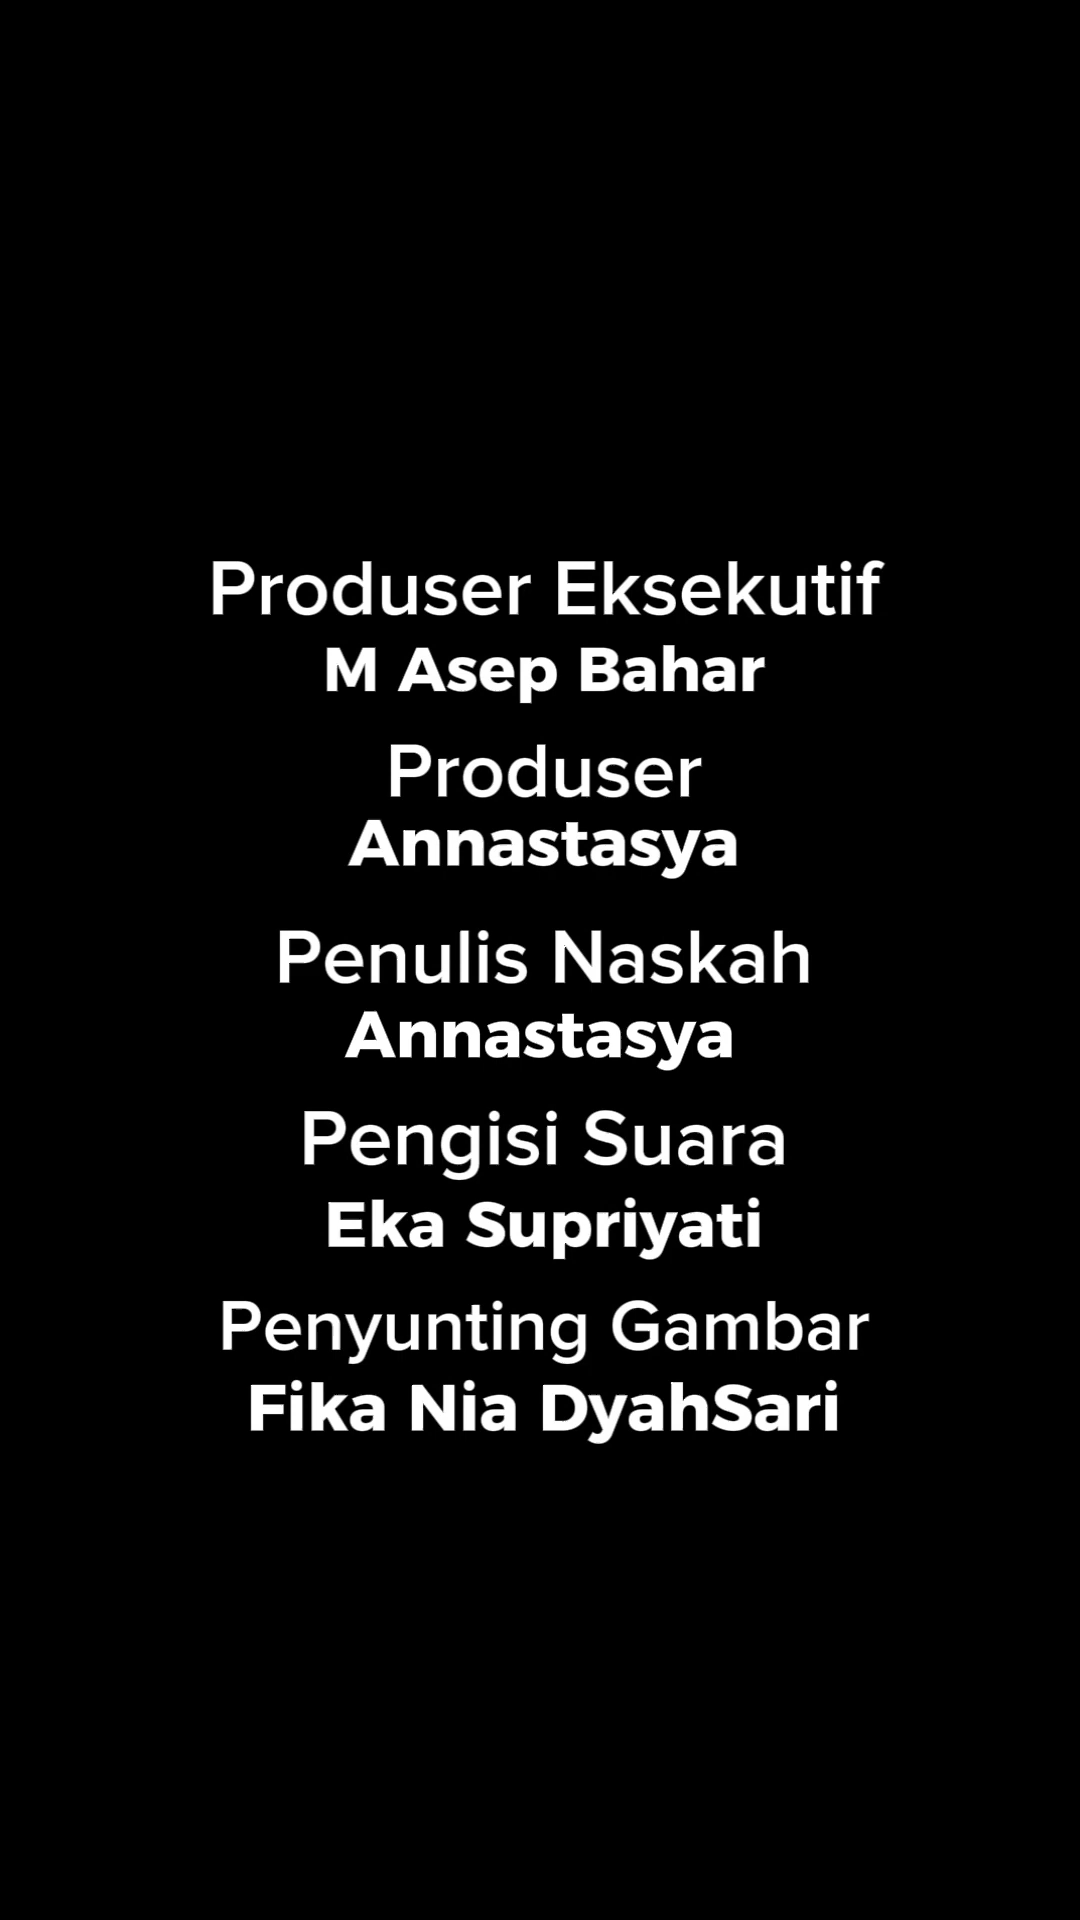 Produser Eksekutif
M Asep Bahar
Produser
Annastasya
Penulis Naskah
Annastasya
Pengisi Suara
Eka Supriyati
Penyunting Gambar
Fika Nia DyahSari